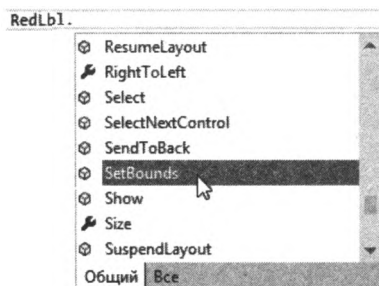 RedLbl.
ResumeLayout
RightToLeft
Select
SelectNextControl
SendToBack
SetBounds
Show
Size
SuspendLayout
Общий Все